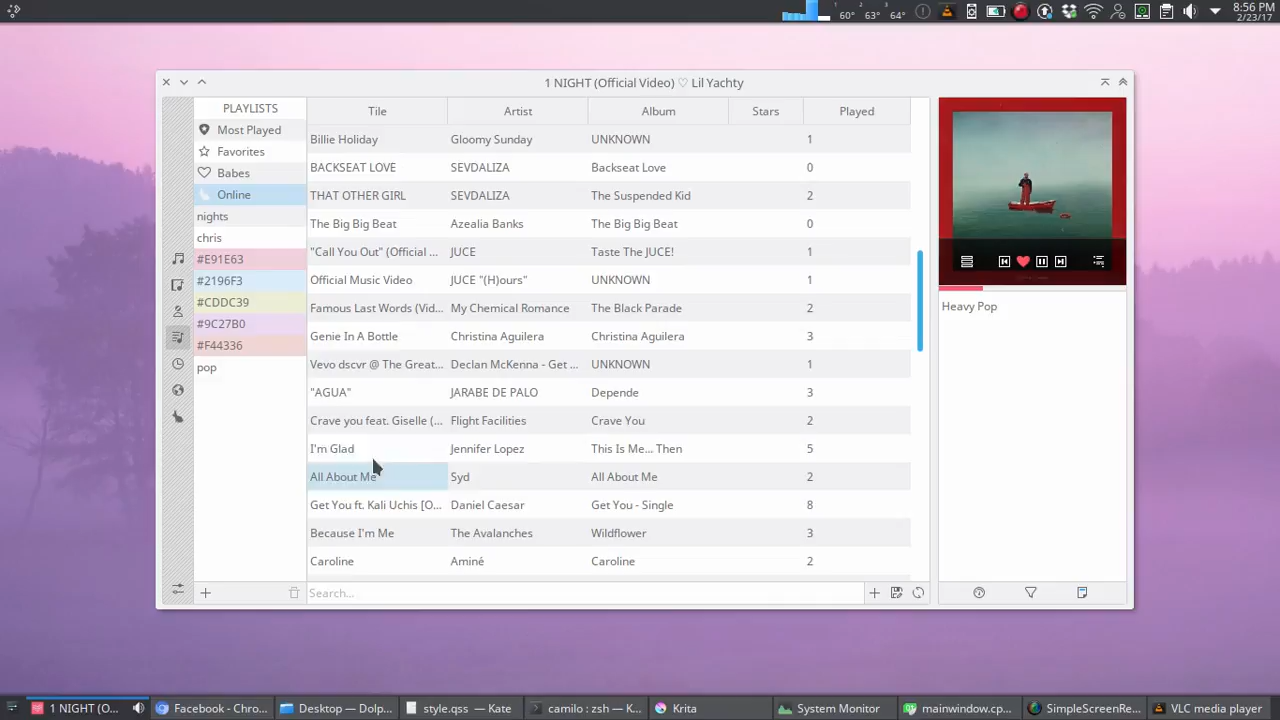 60° 63° 64°
8:56 PM
2/23/17
1 NIGHT (Official Video) ♡ Lil Yachty
PLAYLISTS
Most Played
Favorites
Babes
Online
nights
chris
#E91E63
#2196F3
#CDDC39
#9C27B0
#F44336
pop
Tile Artist Album Stars Played
Billie Holiday Gloomy Sunday UNKNOWN 1
BACKSEAT LOVE SEVDALIZA Backseat Love 0
THAT OTHER GIRL SEVDALIZA The Suspended Kid 2
The Big Big Beat Azealia Banks The Big Big Beat 0
"Call You Out" (Official ... JUCE Taste The JUCE! 1
Official Music Video JUCE "(H)ours" UNKNOWN 1
Famous Last Words (Vid... My Chemical Romance The Black Parade 2
Genie In A Bottle Christina Aguilera Christina Aguilera 3
Vevo dscvr @ The Great... Declan McKenna - Get ... UNKNOWN 1
"AGUA" JARABE DE PALO Depende 3
Crave you feat. Giselle (... Flight Facilities Crave You 2
I'm Glad Jennifer Lopez This Is Me... Then 5
All About Me Syd All About Me 2
Get You ft. Kali Uchis [O... Daniel Caesar Get You - Single 8
Because I'm Me The Avalanches Wildflower 3
Caroline Aminé Caroline 2
Search...
Heavy Pop
1 NIGHT (O... Facebook - Chro... Desktop — Dolp... style.qss — Kate camilo : zsh — K... Krita System Monitor mainwindow.cp... SimpleScreenRe... VLC media player